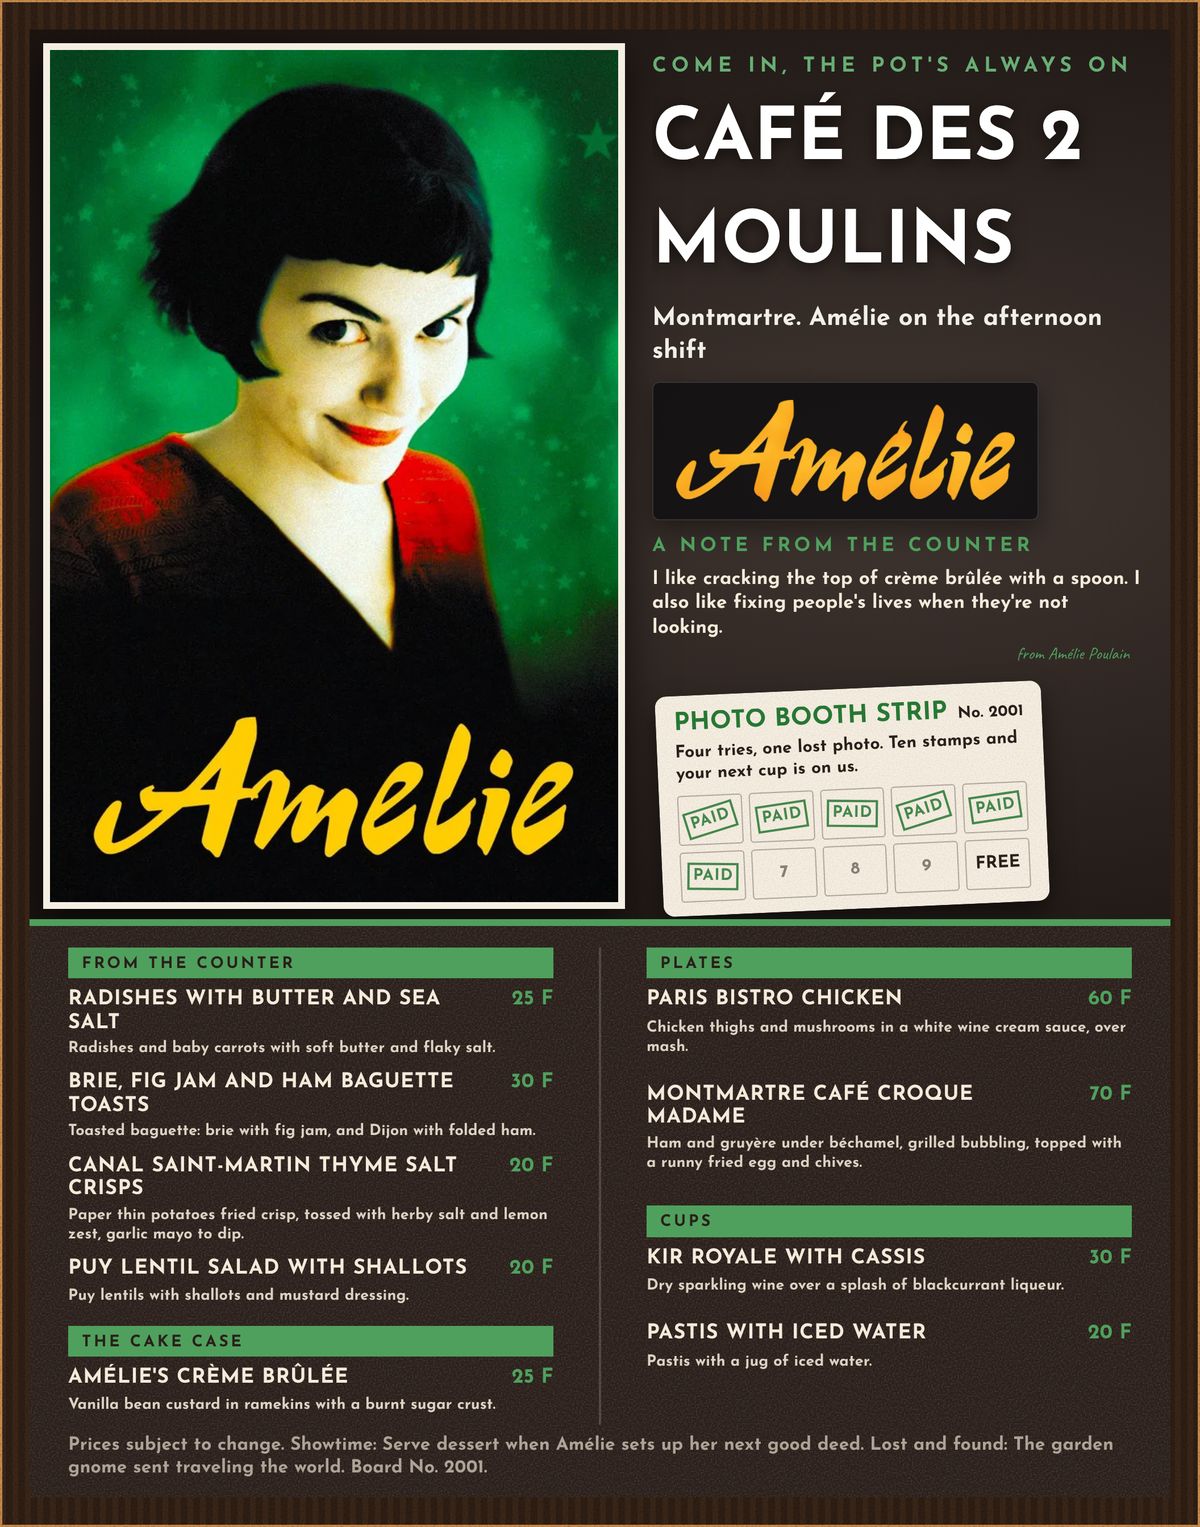 Amelie
COME IN, THE POT'S ALWAYS ON
CAFÉ DES 2
MOULINS
Montmartre. Amélie on the afternoon
shift
Amélie
A NOTE FROM THE COUNTER
I like cracking the top of crème brûlée with a spoon. I
also like fixing people's lives when they're not
looking.
from Amélie Poulain
PHOTO BOOTH STRIP No. 2001
Four tries, one lost photo. Ten stamps and
your next cup is on us.
PAID PAID PAID PAID PAID
PAID 7 8 9 FREE
FROM THE COUNTER
RADISHES WITH BUTTER AND SEA 25 F
SALT
Radishes and baby carrots with soft butter and flaky salt.
BRIE, FIG JAM AND HAM BAGUETTE 30 F
TOASTS
Toasted baguette: brie with fig jam, and Dijon with folded ham.
CANAL SAINT-MARTIN THYME SALT 20 F
CRISPS
Paper thin potatoes fried crisp, tossed with herby salt and lemon
zest, garlic mayo to dip.
PUY LENTIL SALAD WITH SHALLOTS 20 F
Puy lentils with shallots and mustard dressing.
THE CAKE CASE
AMÉLIE'S CRÈME BRÛLÉE 25 F
Vanilla bean custard in ramekins with a burnt sugar crust.
PLATES
PARIS BISTRO CHICKEN 60 F
Chicken thighs and mushrooms in a white wine cream sauce, over
mash.
MONTMARTRE CAFÉ CROQUE 70 F
MADAME
Ham and gruyère under béchamel, grilled bubbling, topped with
a runny fried egg and chives.
CUPS
KIR ROYALE WITH CASSIS 30 F
Dry sparkling wine over a splash of blackcurrant liqueur.
PASTIS WITH ICED WATER 20 F
Pastis with a jug of iced water.
Prices subject to change. Showtime: Serve dessert when Amélie sets up her next good deed. Lost and found: The garden
gnome sent traveling the world. Board No. 2001.